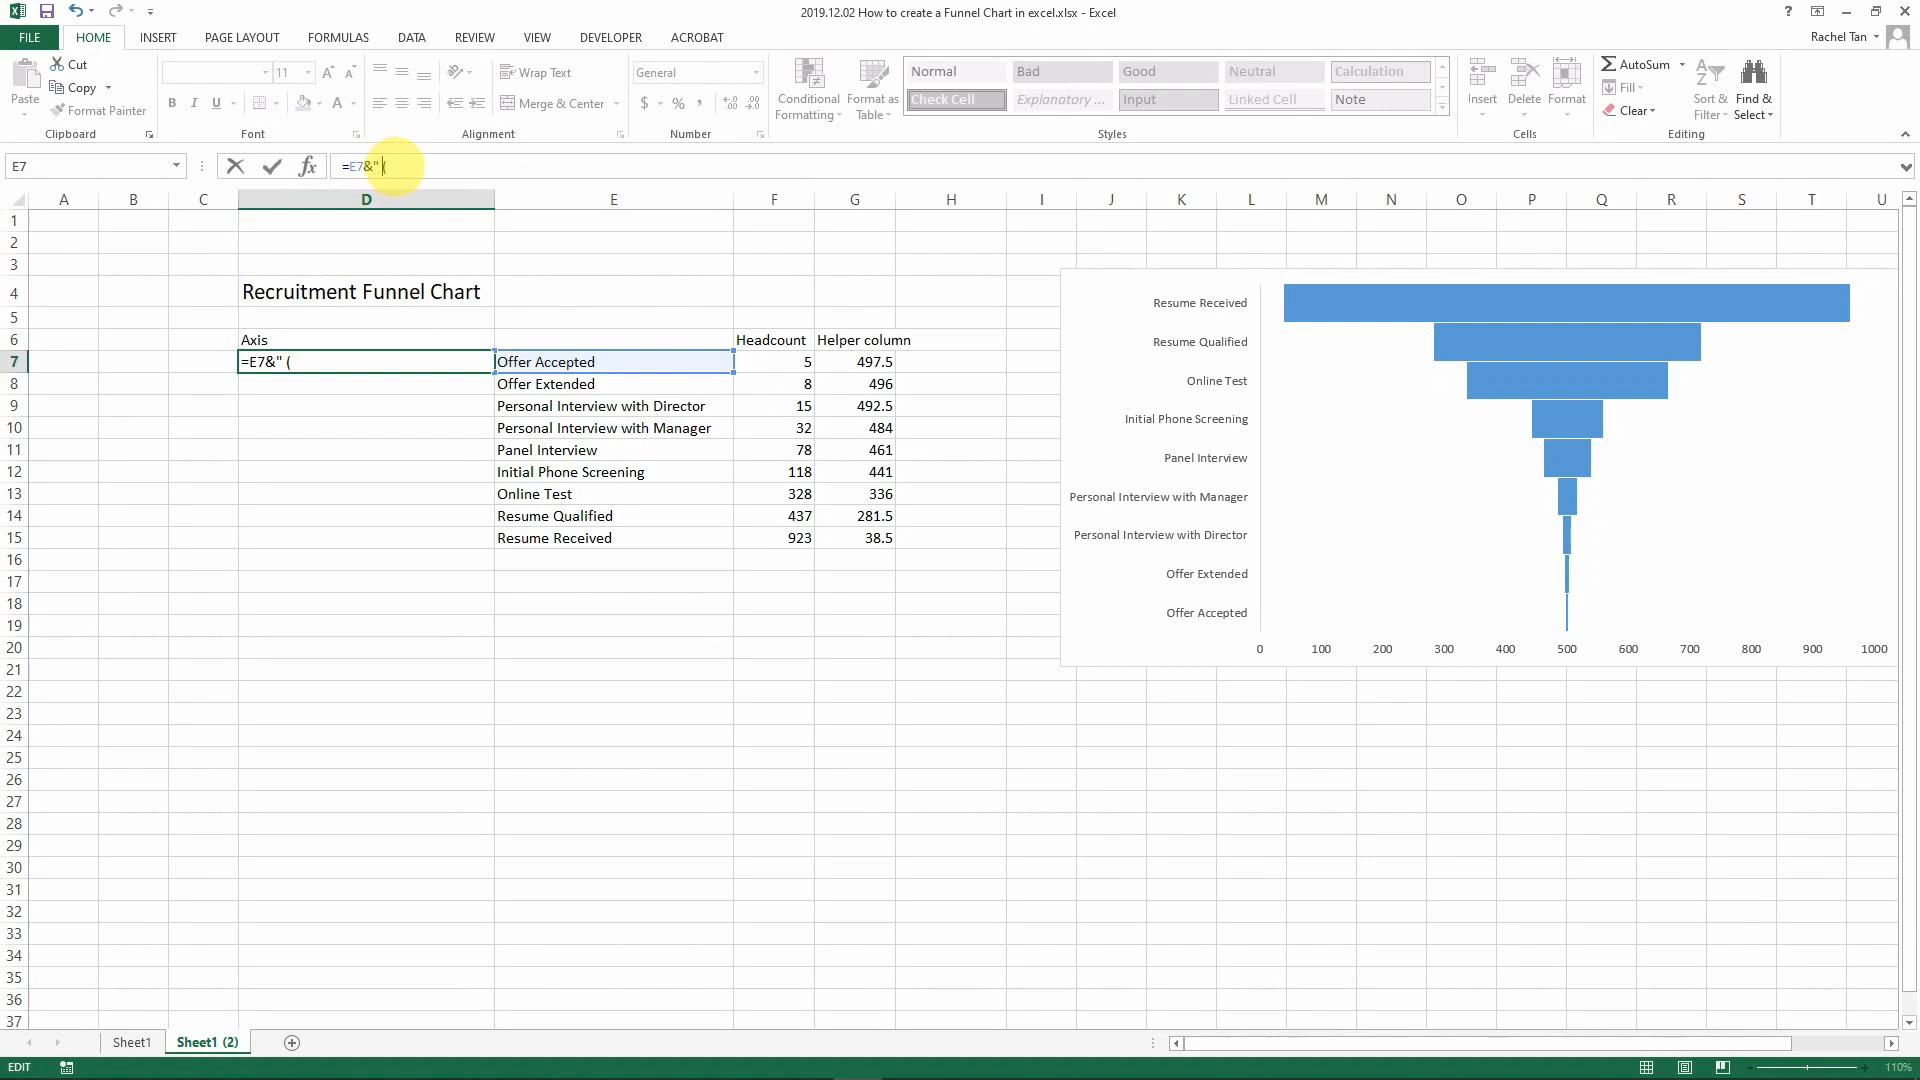 2019.12.02 How to create a Funnel Chart in excel.xlsx - Excel
FILE HOME INSERT PAGE LAYOUT FORMULAS DATA REVIEW VIEW DEVELOPER ACROBAT Rachel Tan
Paste Cut Copy Format Painter Clipboard
11 B I U Font
Wrap Text Merge & Center Alignment
General $ % , Number
Conditional Formatting Format as Table
Normal Bad Good Neutral Calculation
Check Cell Explanatory ... Input Linked Cell Note
Styles
Insert Delete Format Cells
AutoSum Fill Clear Sort & Filter Find & Select Editing
E7 fx =E7&" (
A B C D E F G H I J K L M N O P Q R S T U
1
2
3
4 Recruitment Funnel Chart
5
6 Axis Headcount Helper column
7 =E7&" ( Offer Accepted 5 497.5
8 Offer Extended 8 496
9 Personal Interview with Director 15 492.5
10 Personal Interview with Manager 32 484
11 Panel Interview 78 461
12 Initial Phone Screening 118 441
13 Online Test 328 336
14 Resume Qualified 437 281.5
15 Resume Received 923 38.5
16
17
18
19
20
21
22
23
24
25
26
27
28
29
30
31
32
33
34
35
36
37
Resume Received
Resume Qualified
Online Test
Initial Phone Screening
Panel Interview
Personal Interview with Manager
Personal Interview with Director
Offer Extended
Offer Accepted
0 100 200 300 400 500 600 700 800 900 1000
Sheet1 Sheet1 (2)
EDIT 110%